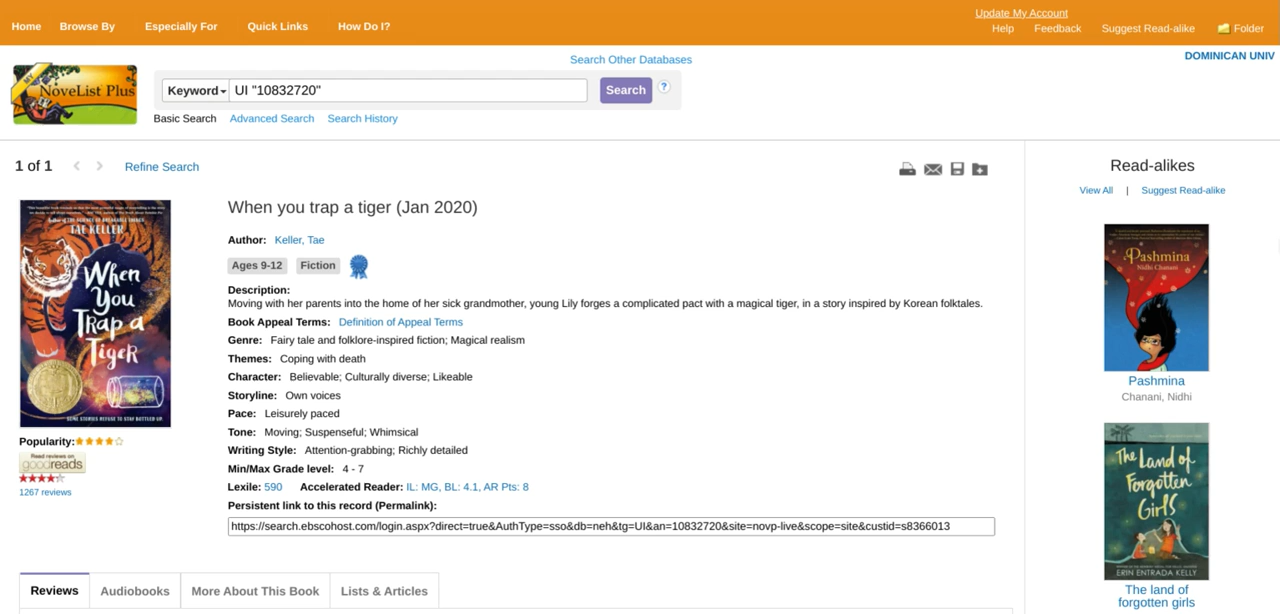 Home Browse By Especially For Quick Links How Do I?
Update My Account
Help Feedback Suggest Read-alike Folder
Search Other Databases
DOMINICAN UNIV
MY
NoveList Plus
Keyword UI "10832720" Search ?
Basic Search Advanced Search Search History
1 of 1 Refine Search
When you trap a tiger (Jan 2020)
Author: Keller, Tae
Ages 9-12 Fiction
Description:
Moving with her parents into the home of her sick grandmother, young Lily forges a complicated pact with a magical tiger, in a story inspired by Korean folktales.
Book Appeal Terms: Definition of Appeal Terms
Genre: Fairy tale and folklore-inspired fiction; Magical realism
Themes: Coping with death
Character: Believable; Culturally diverse; Likeable
Storyline: Own voices
Pace: Leisurely paced
Tone: Moving; Suspenseful; Whimsical
Writing Style: Attention-grabbing; Richly detailed
Min/Max Grade level: 4 - 7
Lexile: 590 Accelerated Reader: IL: MG, BL: 4.1, AR Pts: 8
Persistent link to this record (Permalink):
https://search.ebscohost.com/login.aspx?direct=true&AuthType=sso&db=neh&tg=UI&an=10832720&site=novp-live&scope=site&custid=s8366013
TAE KELLER
When
You
Trap a
Tiger
SOME STORIES REFUSE TO STAY BOTTLED UP.
Popularity:
Read reviews on
goodreads
1267 reviews
Reviews Audiobooks More About This Book Lists & Articles
Read-alikes
View All | Suggest Read-alike
Pashmina
Nidhi Chanani
Pashmina
Chanani, Nidhi
The Land of
Forgotten
Girls
ERIN ENTRADA KELLY
The land of
forgotten girls